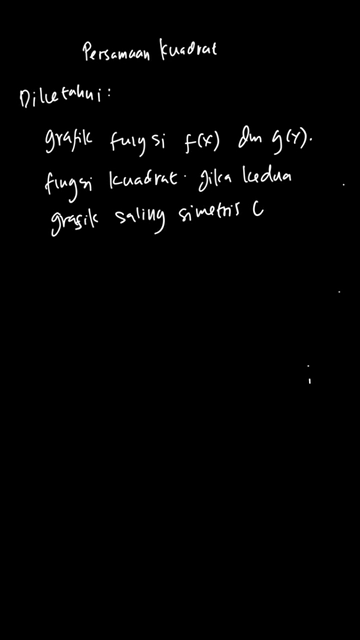 Persamaan kuadrat
Diketahui:
grafik fungsi f(x) dan g(x).
fungsi kuadrat. Jika kedua
grafik saling simetris C